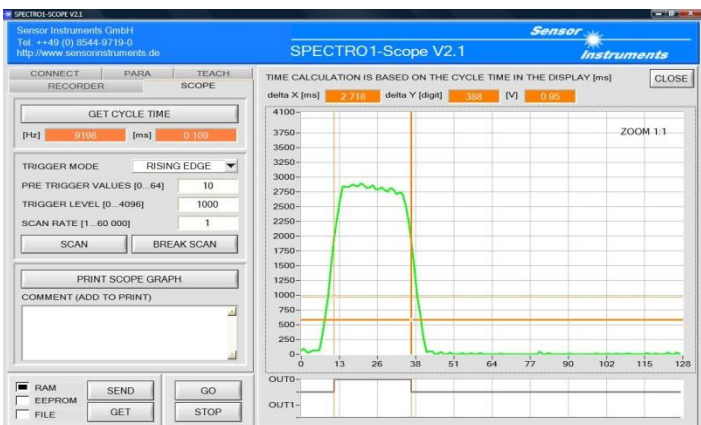 SPECTRO1-SCOPE V2.1
Sensor Instruments GmbH
Tel. ++49 (0) 8544-9719-0
http://www.sensorinstruments.de
SPECTRO1-Scope V2.1
Sensor
Instruments
CONNECT PARA TEACH
RECORDER SCOPE
GET CYCLE TIME
[Hz] 9198 [ms] 0.109
TRIGGER MODE RISING EDGE
PRE TRIGGER VALUES [0...64] 10
TRIGGER LEVEL [0...4096] 1000
SCAN RATE [1...60 000] 1
SCAN BREAK SCAN
PRINT SCOPE GRAPH
COMMENT (ADD TO PRINT)
RAM
EEPROM
FILE
SEND GO
GET STOP
TIME CALCULATION IS BASED ON THE CYCLE TIME IN THE DISPLAY [ms]
CLOSE
delta X [ms] 2.718 delta Y [digit] 388 [V] 0.95
ZOOM 1:1
4100
3750
3500
3250
3000
2750
2500
2250
2000
1750
1500
1250
1000
750
500
250
0
0 13 26 38 51 64 77 90 102 115 128
OUT0
OUT1